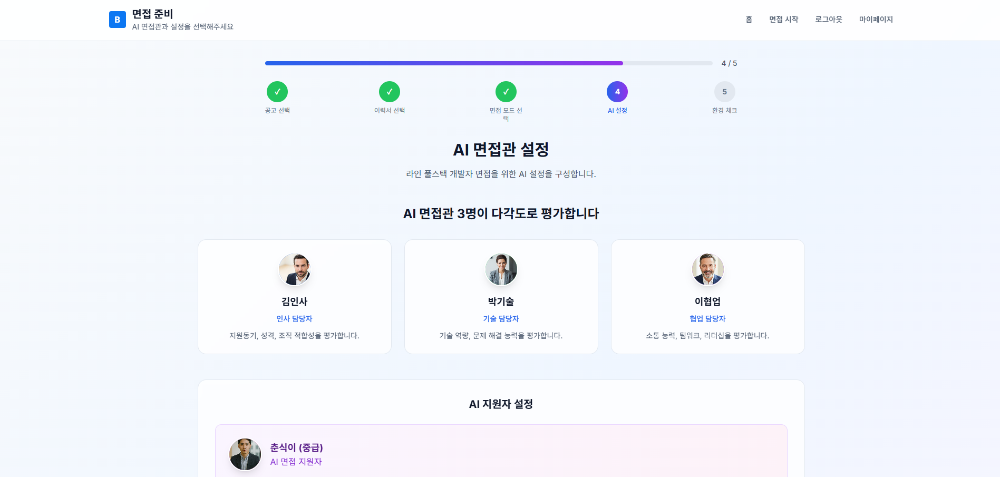 B
면접 준비
AI 면접관과 설정을 선택해주세요
홈
면접 시작
로그아웃
마이페이지
4 / 5
✓
✓
✓
4
5
공고 선택
이력서 선택
면접 모드 선
택
AI 설정
환경 체크
AI 면접관 설정
라인 풀스택 개발자 면접을 위한 AI 설정을 구성합니다.
AI 면접관 3명이 다각도로 평가합니다
김인사
인사 담당자
지원동기, 성격, 조직 적합성을 평가합니다.
박기술
기술 담당자
기술 역량, 문제 해결 능력을 평가합니다.
이협업
협업 담당자
소통 능력, 팀워크, 리더십을 평가합니다.
AI 지원자 설정
춘식이 (중급)
AI 면접 지원자